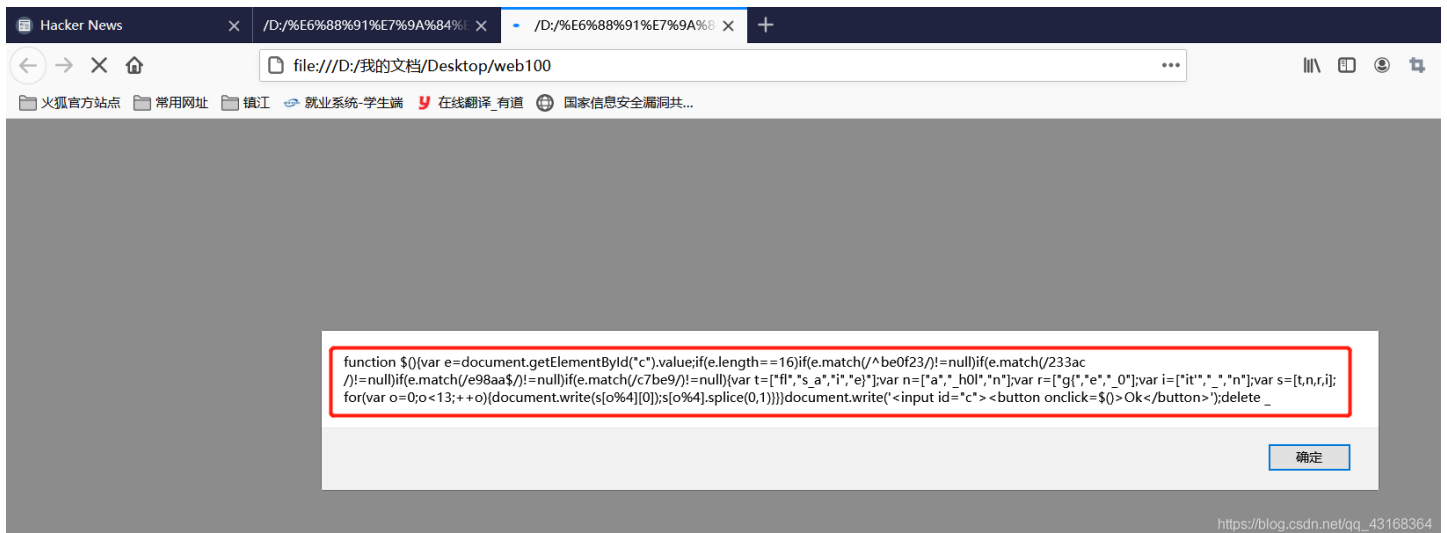 Hacker News
/D:/%E6%88%91%E7%9A%84%E
/D:/%E6%88%91%E7%9A%8
file:///D:/我的文档/Desktop/web100
火狐官方站点 常用网址 镇江 就业系统-学生端 在线翻译_有道 国家信息安全漏洞共...
function $(){var e=document.getElementById("c").value;if(e.length==16)if(e.match(/^be0f23/)!=null)if(e.match(/233ac
/)!=null)if(e.match(/e98aa$/)!=null)if(e.match(/c7be9/)!=null){var t=["fl","s_a","i","e}"];var n=["a","_h0l","n"];var r=["g{","e","_0"];var i=["it'","_","n"];var s=[t,n,r,i];
for(var o=0;o<13;++o){document.write(s[o%4][0]);s[o%4].splice(0,1)}}}document.write('<input id="c"><button onclick=$()>Ok</button>');delete _
确定
https://blog.csdn.net/qq_43168364